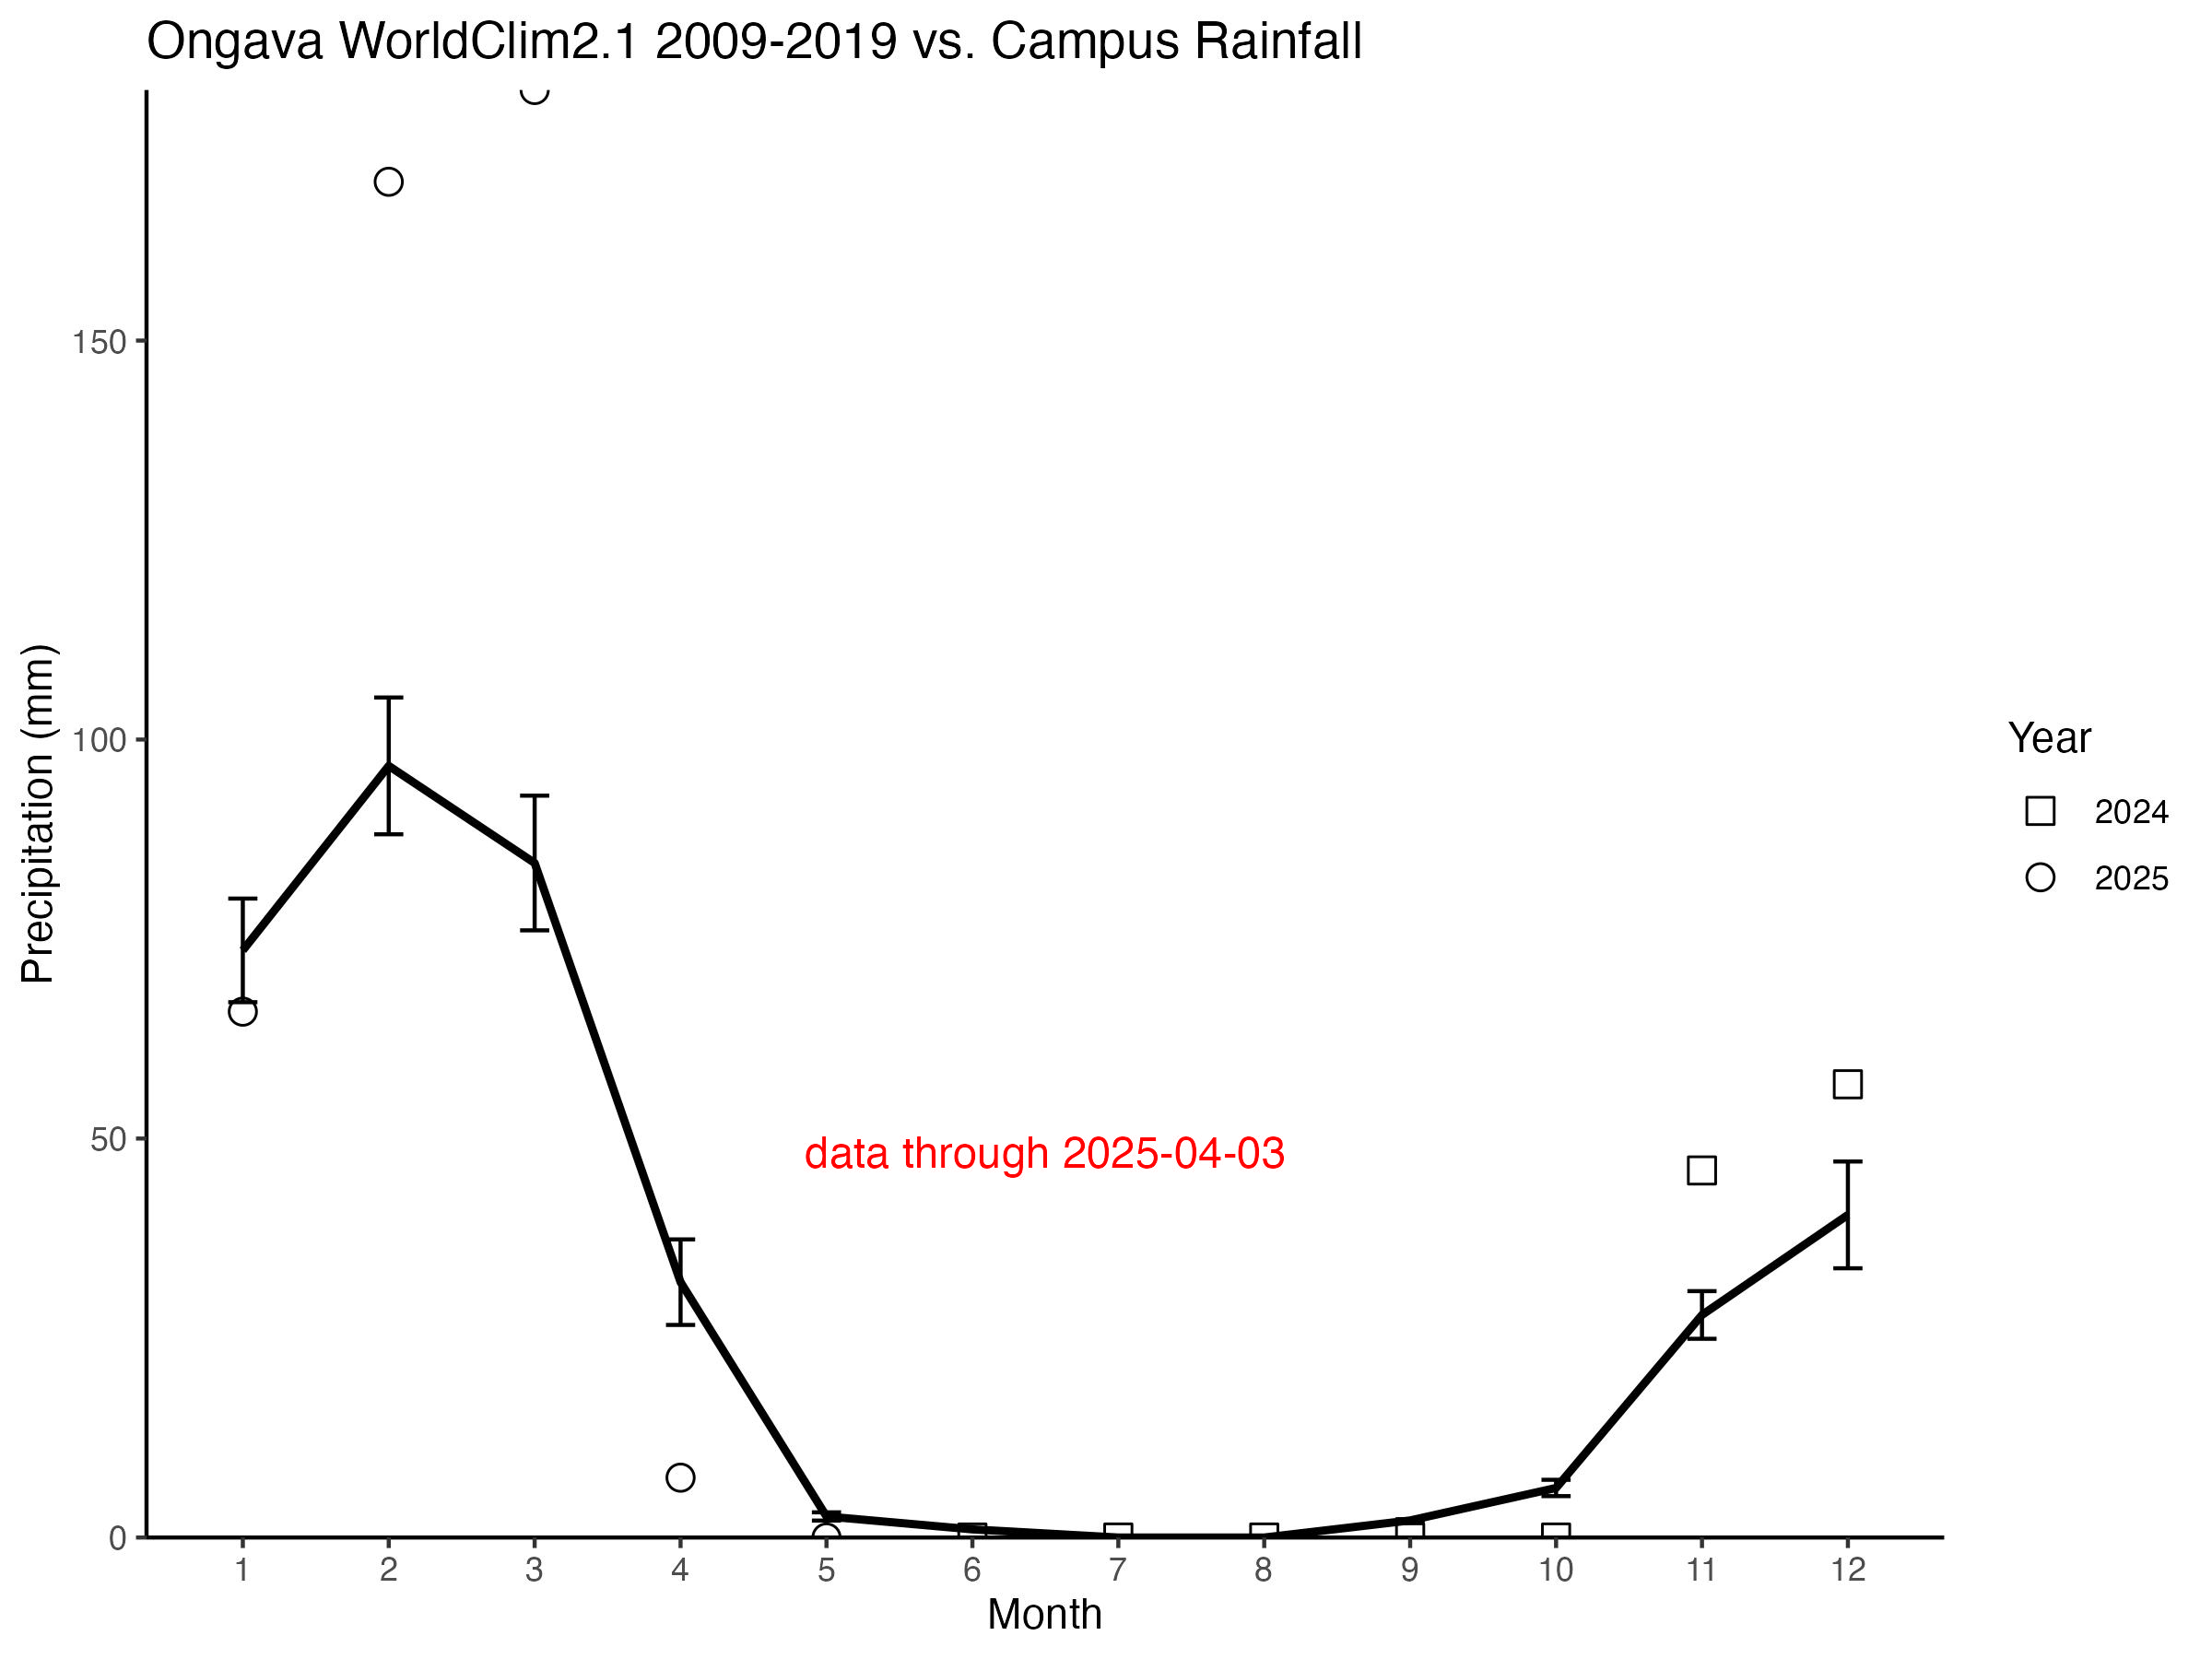 Ongava WorldClim2.1 2009-2019 vs. Campus Rainfall
150
100
50
0
Precipitation (mm)
data through 2025-04-03
Year
2024
2025
1 2 3 4 5 6 7 8 9 10 11 12
Month